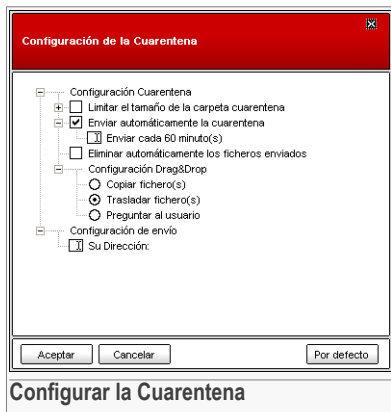 Configuración de la Cuarentena
Configuración Cuarentena
Limitar el tamaño de la carpeta cuarentena
Enviar automáticamente la cuarentena
Enviar cada 60 minuto(s)
Eliminar automáticamente los ficheros enviados
Configuración Drag&Drop
Copiar fichero(s)
Trasladar fichero(s)
Preguntar al usuario
Configuración de envío
Su Dirección:
Aceptar Cancelar Por defecto
Configurar la Cuarentena